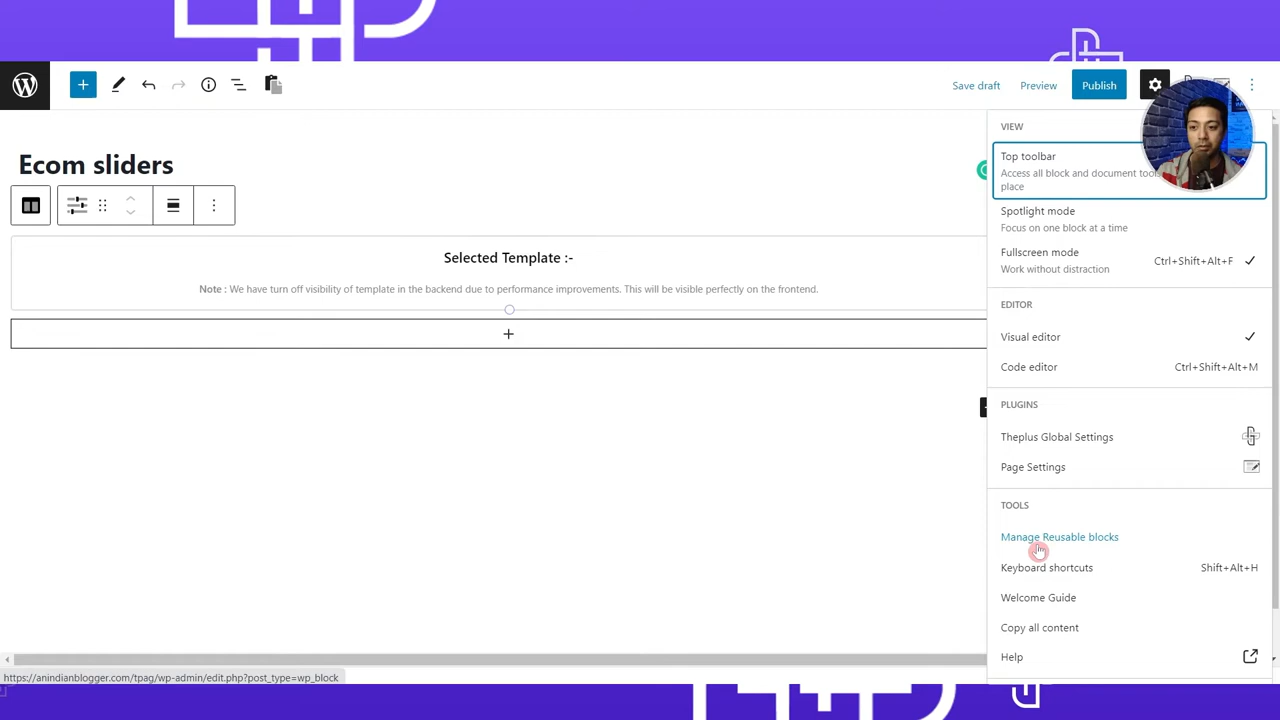 Save draft
Preview
Publish
Ecom sliders
Selected Template :-
Note : We have turn off visibility of template in the backend due to performance improvements. This will be visible perfectly on the frontend.
VIEW
Top toolbar
Access all block and document tools
place
Spotlight mode
Focus on one block at a time
Fullscreen mode
Ctrl+Shift+Alt+F
Work without distraction
EDITOR
Visual editor
Code editor
Ctrl+Shift+Alt+M
PLUGINS
Theplus Global Settings
Page Settings
TOOLS
Manage Reusable blocks
Keyboard shortcuts
Shift+Alt+H
Welcome Guide
Copy all content
Help
https://anindianblogger.com/tpag/wp-admin/edit.php?post_type=wp_block